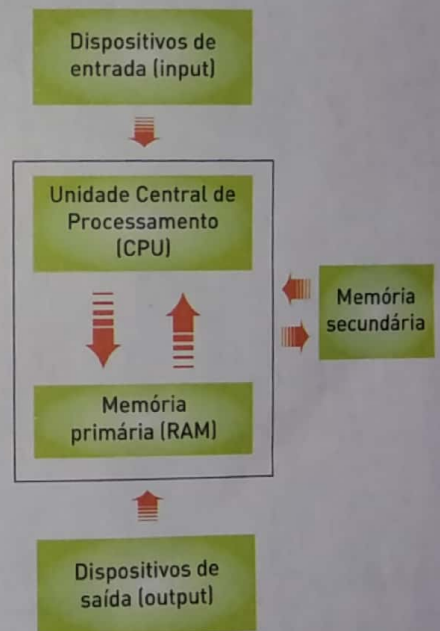 Dispositivos de
entrada (input)
Unidade Central de
Processamento
(CPU)
Memória
secundária
Memória
primária (RAM)
Dispositivos de
saída (output)